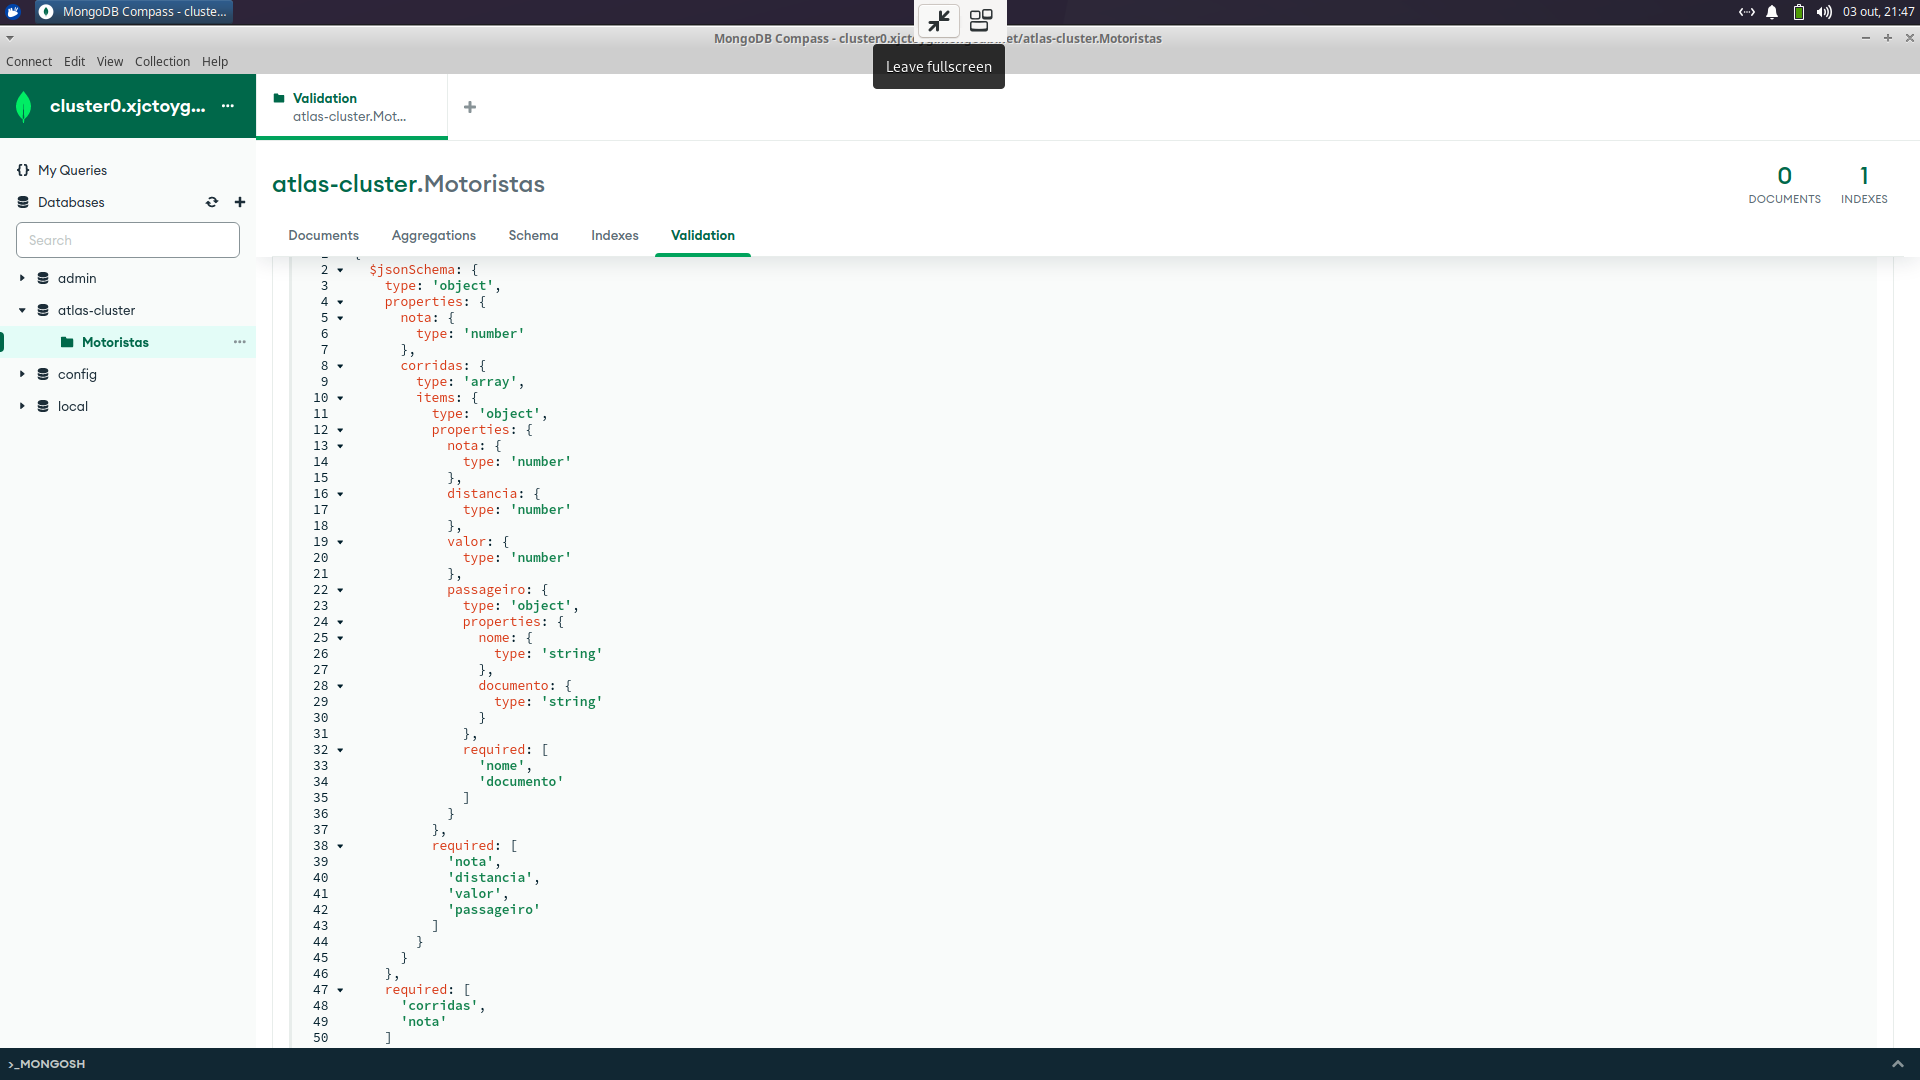 MongoDB Compass - cluste...
03 out, 21:47
MongoDB Compass - cluster0.xjcto
et/atlas-cluster.Motoristas
Leave fullscreen
Connect
Edit
View
Collection
Help
cluster0.xjctoyg...
Validation
atlas-cluster.Mot...
My Queries
Databases
Search
admin
atlas-cluster
Motoristas
config
local
atlas-cluster.Motoristas
0
DOCUMENTS
1
INDEXES
Documents
Aggregations
Schema
Indexes
Validation
2 $jsonSchema: {
3 type: 'object',
4 properties: {
5 nota: {
6 type: 'number'
7 },
8 corridas: {
9 type: 'array',
10 items: {
11 type: 'object',
12 properties: {
13 nota: {
14 type: 'number'
15 },
16 distancia: {
17 type: 'number'
18 },
19 valor: {
20 type: 'number'
21 },
22 passageiro: {
23 type: 'object',
24 properties: {
25 nome: {
26 type: 'string'
27 },
28 documento: {
29 type: 'string'
30 }
31 },
32 required: [
33 'nome',
34 'documento'
35 ]
36 }
37 },
38 required: [
39 'nota',
40 'distancia',
41 'valor',
42 'passageiro'
43 ]
44 }
45 }
46 },
47 required: [
48 'corridas',
49 'nota'
50 ]
>_MONGOSH